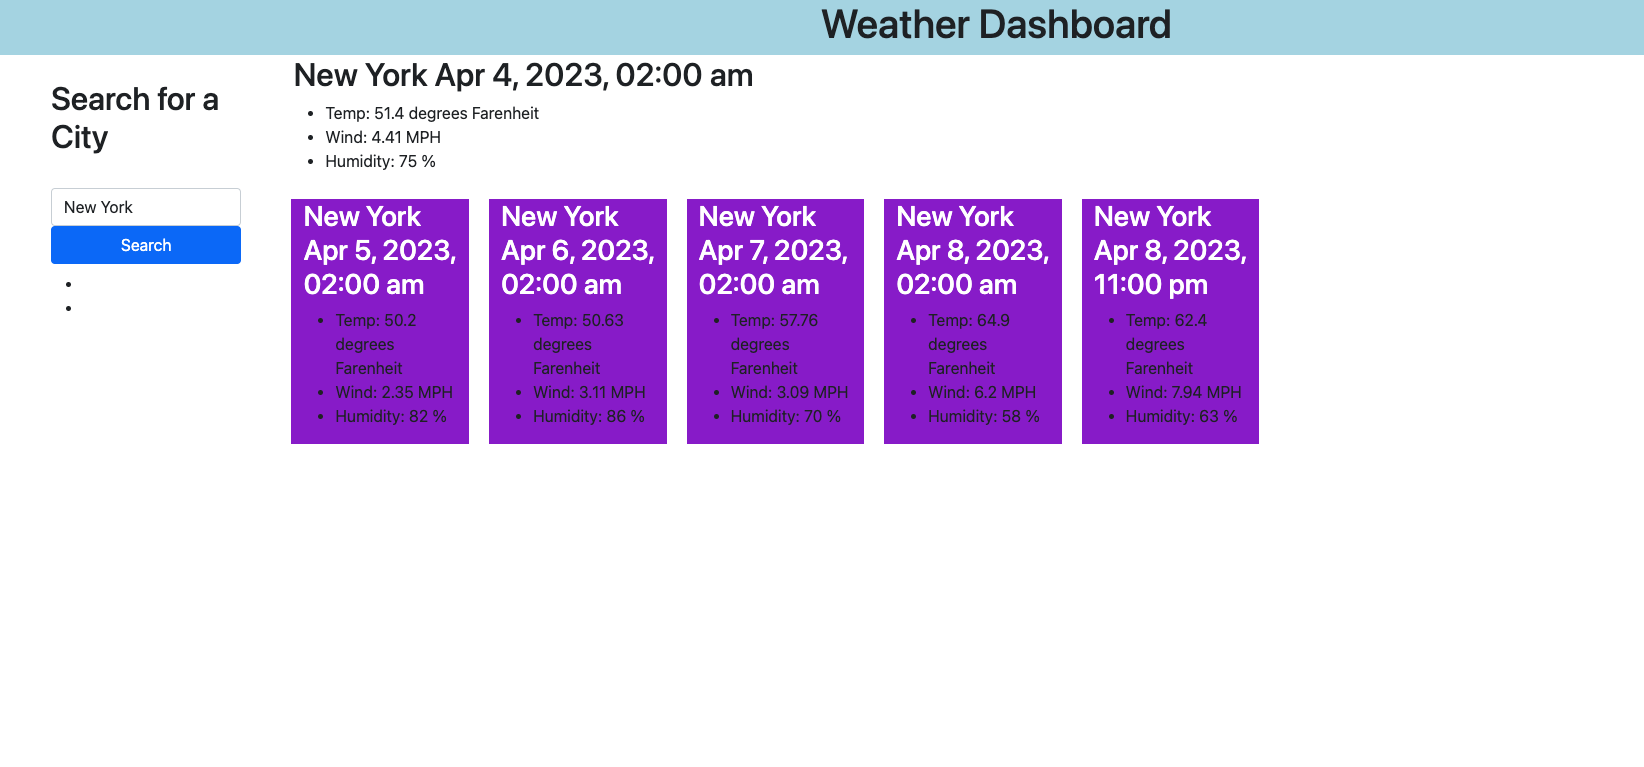 Weather Dashboard
Search for a
City
New York
Search
New York Apr 4, 2023, 02:00 am
Temp: 51.4 degrees Farenheit
Wind: 4.41 MPH
Humidity: 75 %
New York
Apr 5, 2023,
02:00 am
Temp: 50.2
degrees
Farenheit
Wind: 2.35 MPH
Humidity: 82 %
New York
Apr 6, 2023,
02:00 am
Temp: 50.63
degrees
Farenheit
Wind: 3.11 MPH
Humidity: 86 %
New York
Apr 7, 2023,
02:00 am
Temp: 57.76
degrees
Farenheit
Wind: 3.09 MPH
Humidity: 70 %
New York
Apr 8, 2023,
02:00 am
Temp: 64.9
degrees
Farenheit
Wind: 6.2 MPH
Humidity: 58 %
New York
Apr 8, 2023,
11:00 pm
Temp: 62.4
degrees
Farenheit
Wind: 7.94 MPH
Humidity: 63 %